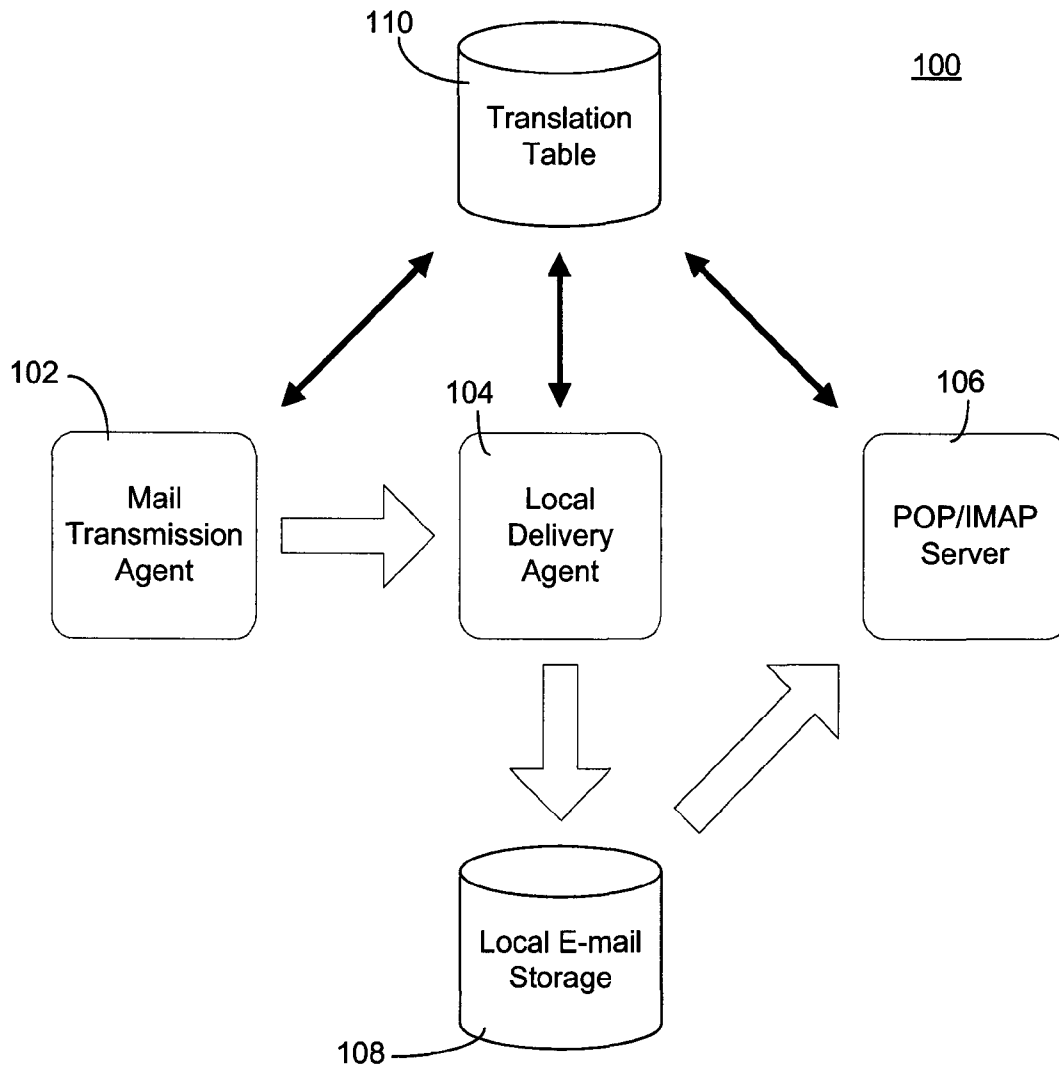 110
100
Translation
Table
102
104
106
Mail
Transmission
Agent
Local
Delivery
Agent
POP/IMAP
Server
Local E-mail
Storage
108